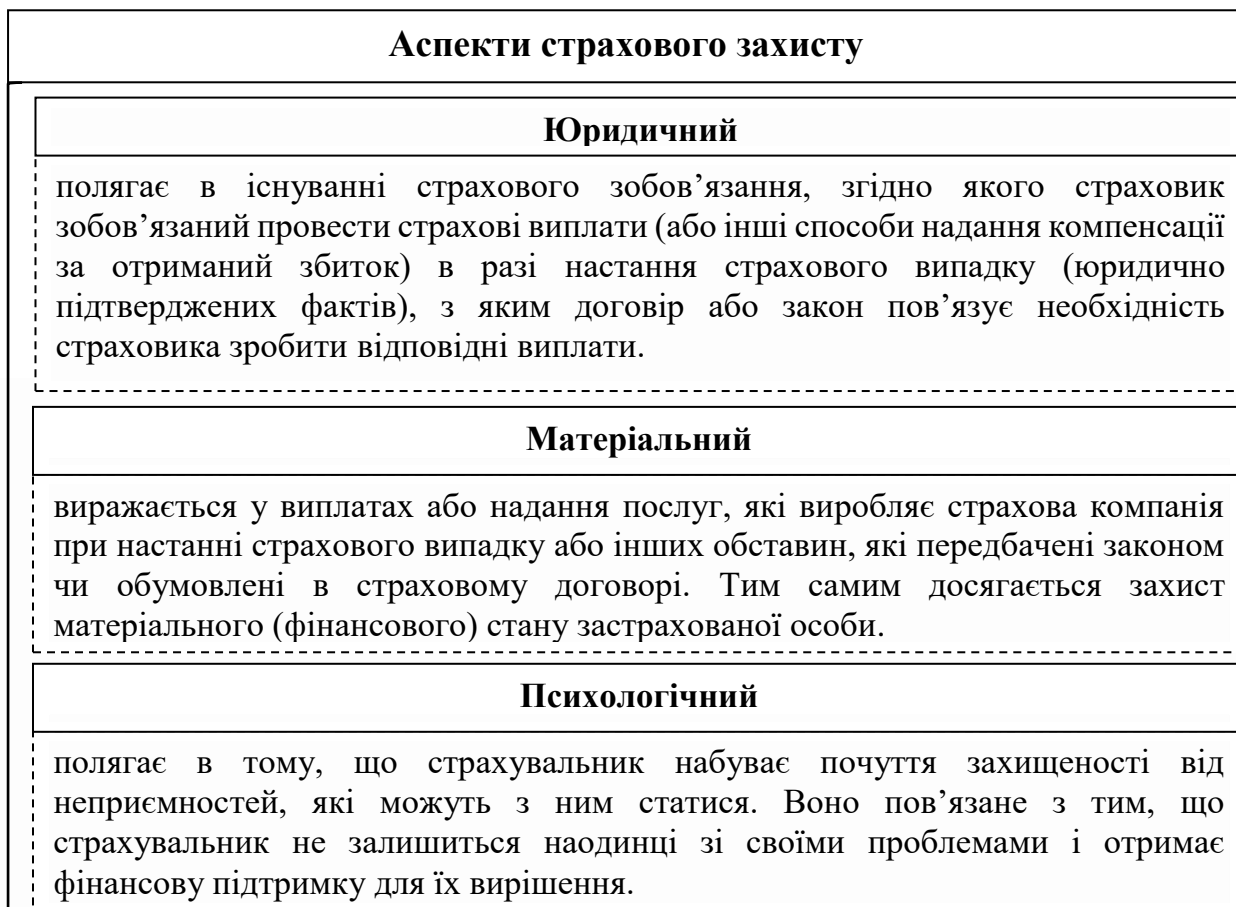 Аспекти страхового захисту
Юридичний
полягає в існуванні страхового зобов’язання, згідно якого страховик
зобов’язаний провести страхові виплати (або інші способи надання компенсації
за отриманий збиток) в разі настання страхового випадку (юридично
підтверджених фактів), з яким договір або закон пов’язує необхідність
страховика зробити відповідні виплати.
Матеріальний
виражається у виплатах або надання послуг, які виробляє страхова компанія
при настанні страхового випадку або інших обставин, які передбачені законом
чи обумовлені в страховому договорі. Тим самим досягається захист
матеріального (фінансового) стану застрахованої особи.
Психологічний
полягає в тому, що страхувальник набуває почуття захищеності від
неприємностей, які можуть з ним статися. Воно пов’язане з тим, що
страхувальник не залишиться наодинці зі своїми проблемами і отримає
фінансову підтримку для їх вирішення.